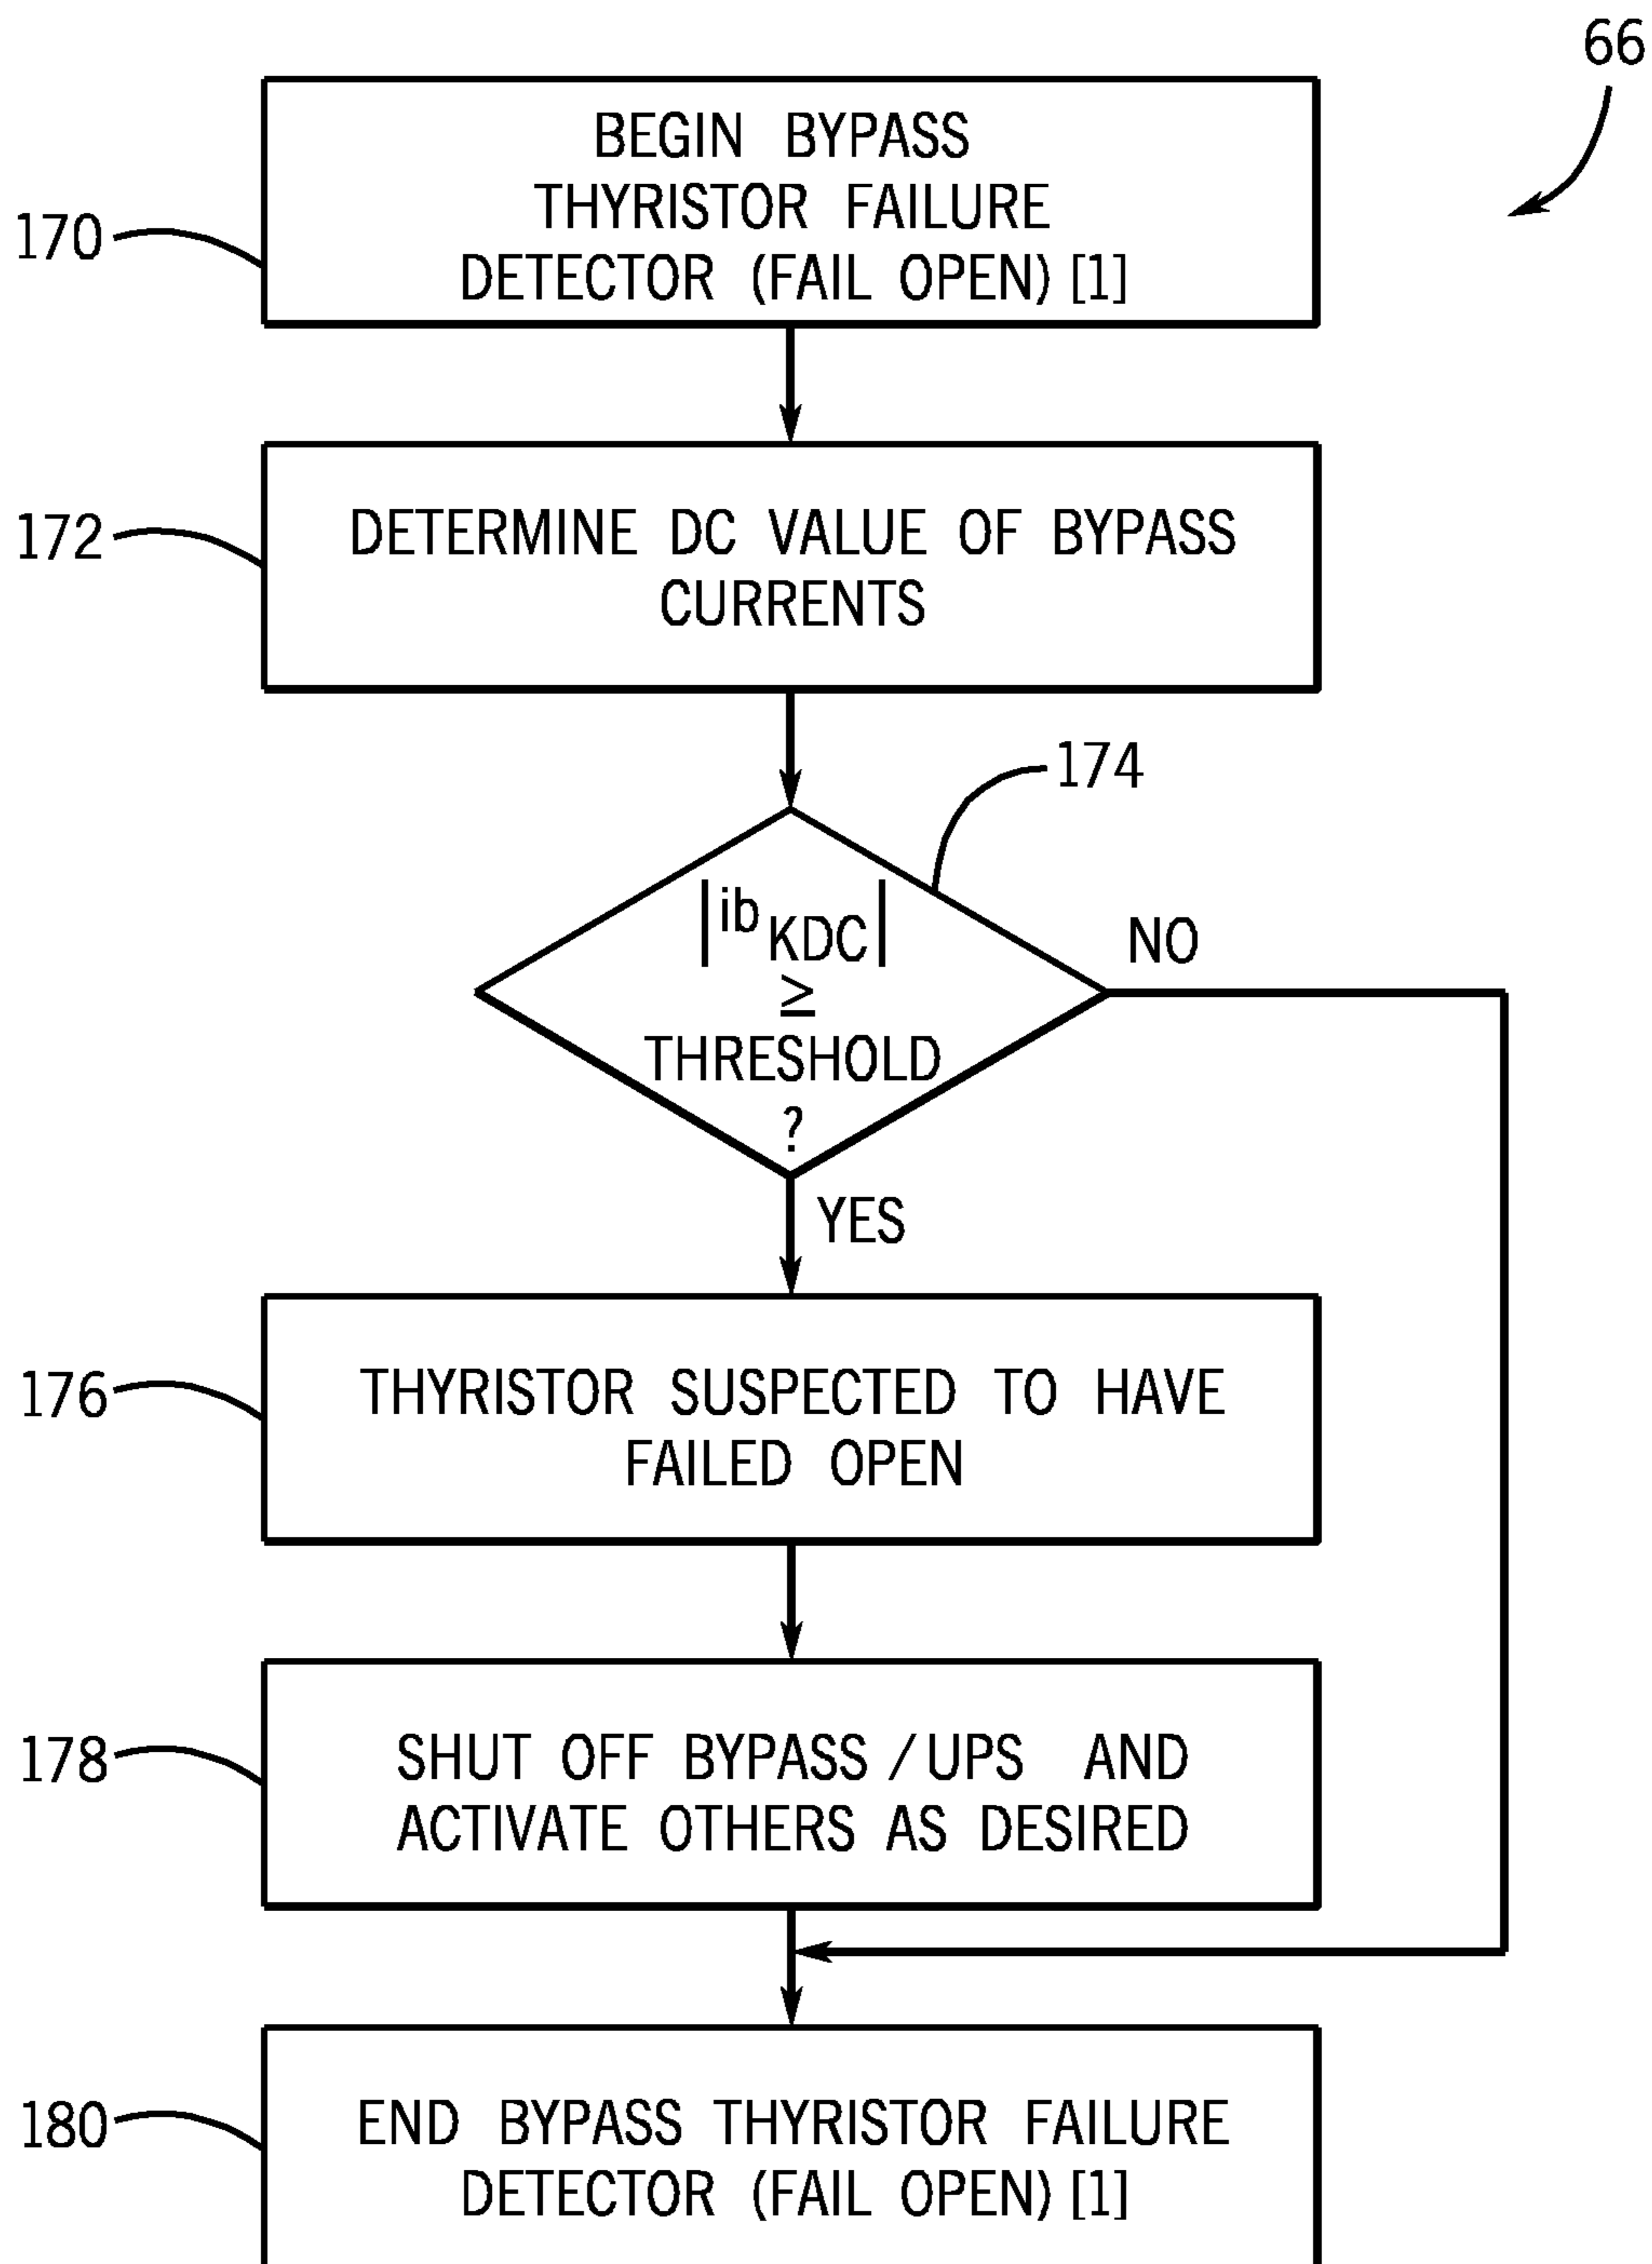 66
BEGIN BYPASS
THYRISTOR FAILURE
DETECTOR (FAIL OPEN) [1]
170
DETERMINE DC VALUE OF BYPASS
CURRENTS
172
174
|ib KDC|
≥
THRESHOLD
?
NO
YES
THYRISTOR SUSPECTED TO HAVE
FAILED OPEN
176
SHUT OFF BYPASS / UPS AND
ACTIVATE OTHERS AS DESIRED
178
END BYPASS THYRISTOR FAILURE
DETECTOR (FAIL OPEN) [1]
180